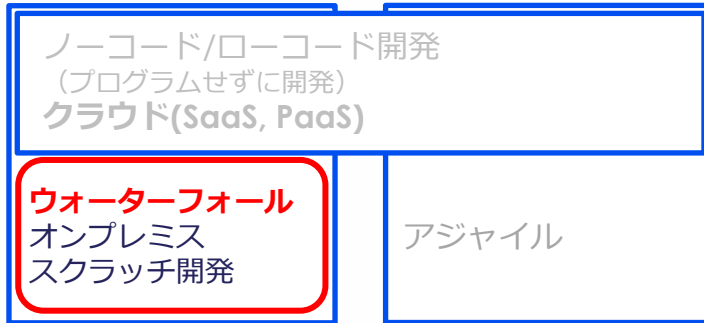 ノーコード/ローコード開発
（プログラムせずに開発）
クラウド(SaaS, PaaS)
ウォーターフォール
オンプレミス
スクラッチ開発
アジャイル